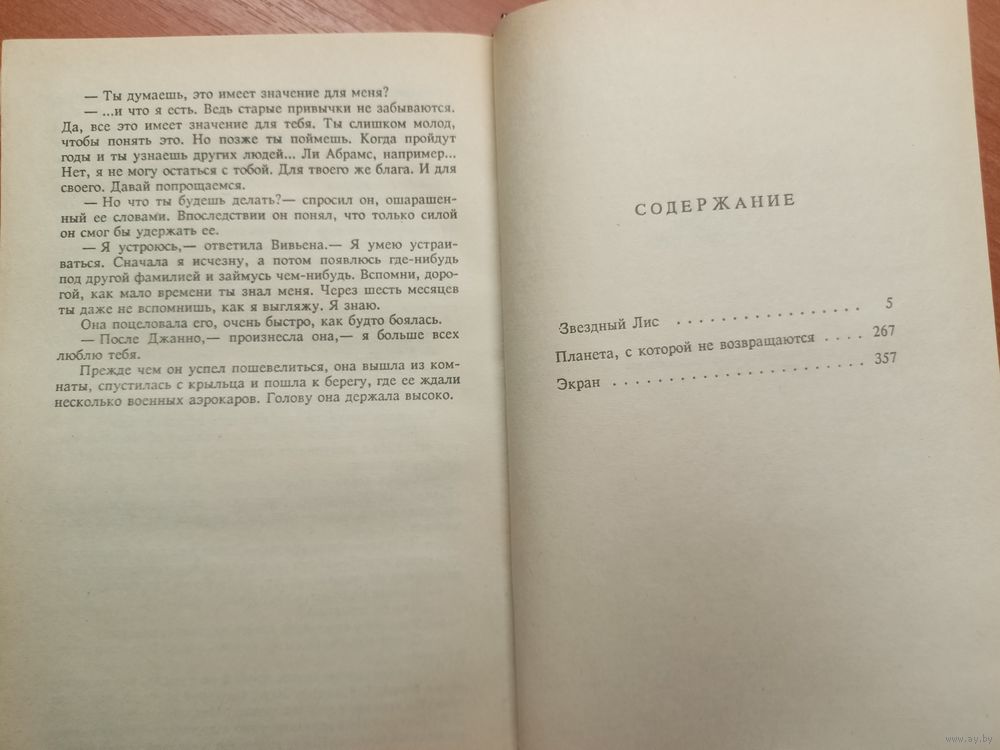 — Ты думаешь, это имеет значение для меня?
— ...и что я есть. Ведь старые привычки не забываются.
Да, все это имеет значение для тебя. Ты слишком молод,
чтобы понять это. Но позже ты поймешь. Когда пройдут
годы и ты узнаешь других людей... Ли Абрамс, например...
Нет, я не могу остаться с тобой. Для твоего же блага. И для
своего. Давай попрощаемся.
— Но что ты будешь делать?— спросил он, ошарашен-
ный ее словами. Впоследствии он понял, что только силой
он смог бы удержать ее.
— Я устроюсь,— ответила Вивьена.— Я умею устраи-
ваться. Сначала я исчезну, а потом появлюсь где-нибудь
под другой фамилией и займусь чем-нибудь. Вспомни, доро-
гой, как мало времени ты знал меня. Через шесть месяцев
ты даже не вспомнишь, как я выгляжу. Я знаю.
Она поцеловала его, очень быстро, как будто боялась.
— После Джанно,— произнесла она,— я больше всех
люблю тебя.
Прежде чем он успел пошевелиться, она вышла из ком-
наты, спустилась с крыльца и пошла к берегу, где ее ждали
несколько военных аэрокаров. Голову она держала высоко.
СОДЕРЖАНИЕ
Звездный Лис . . . . . . . . . . . . . . . . . 5
Планета, с которой не возвращаются . . . . 267
Экран . . . . . . . . . . . . . . . . . . . . . . . 357
www.ay.by